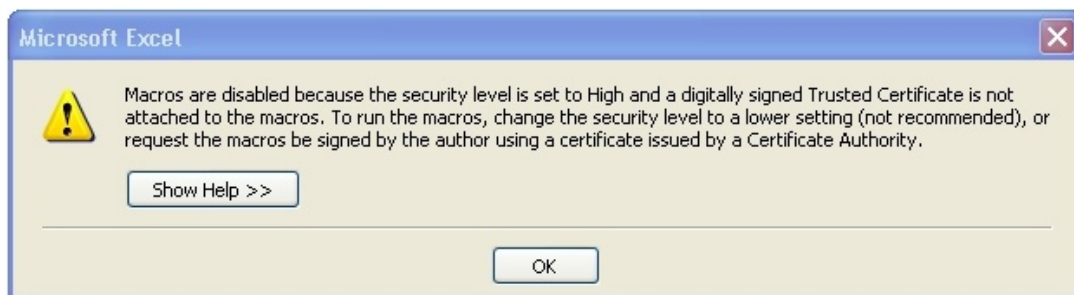 Microsoft Excel
Macros are disabled because the security level is set to High and a digitally signed Trusted Certificate is not
attached to the macros. To run the macros, change the security level to a lower setting (not recommended), or
request the macros be signed by the author using a certificate issued by a Certificate Authority.
Show Help >>
OK